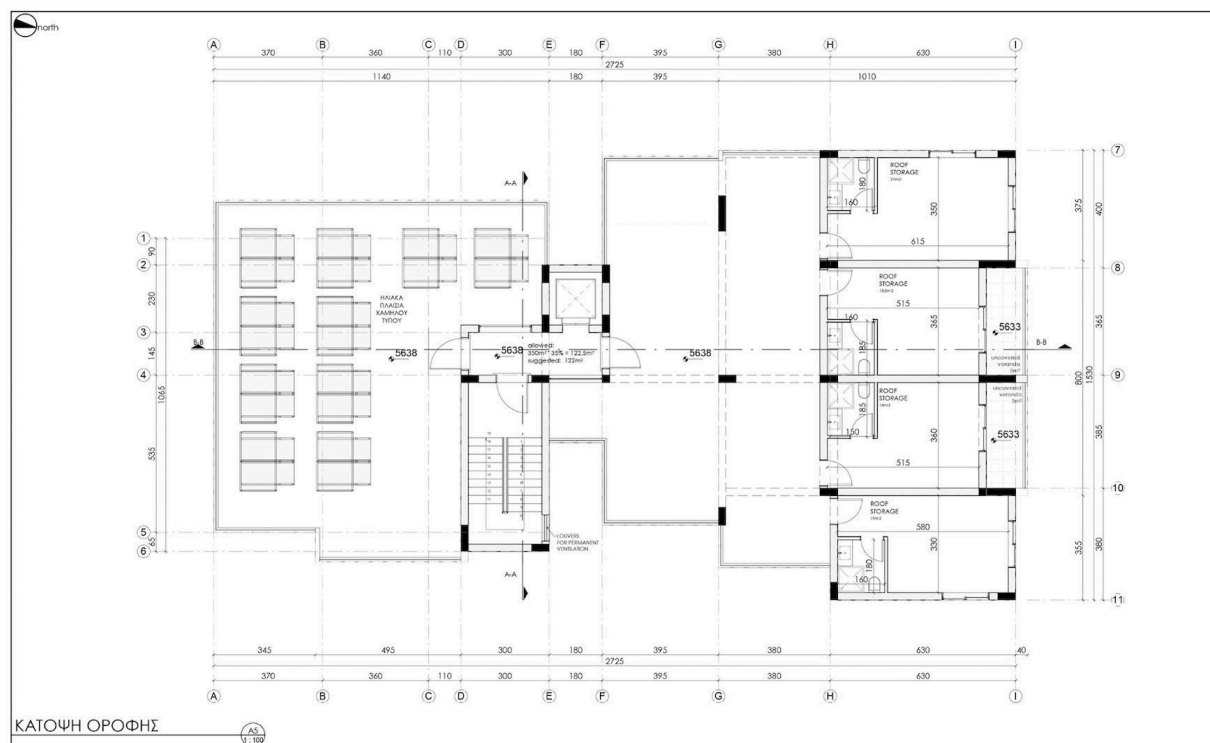 north
A B C D E F G H I
370 360 110 300 180 395 380 630
2725
1140 180 395 1010
7
A-A
ROOF
STORAGE
180
160
350
375
400
615
1
90
2
8
ΗΛΙΑΚΑ
ΠΛΑΙΣΙΑ
ΧΑΜΗΛΟΥ
ΤΥΠΟΥ
ROOF
STORAGE
515
230
160
365
365
5633
3
B-B
145
5638
5638
allowed:
350m²* 35% = 122,5m²
suggested: 122m²
5638
185
uncovered
veranda
5m²
B-B
4
9
1065
800
1530
ROOF
STORAGE
uncovered
veranda
5m²
185
150
360
385
5633
515
535
10
ROOF
STORAGE
19m2
580
5
65
6
LOUVERS
FOR PERMANENT
VENTILATION
180
160
330
355
380
A-A
11
345 495 110 300 180 395 380 630 40
2725
370 360 110 300 180 395 380 630
A B C D E F G H I
ΚΑΤΟΨΗ ΟΡΟΦΗΣ
A5
1 : 100